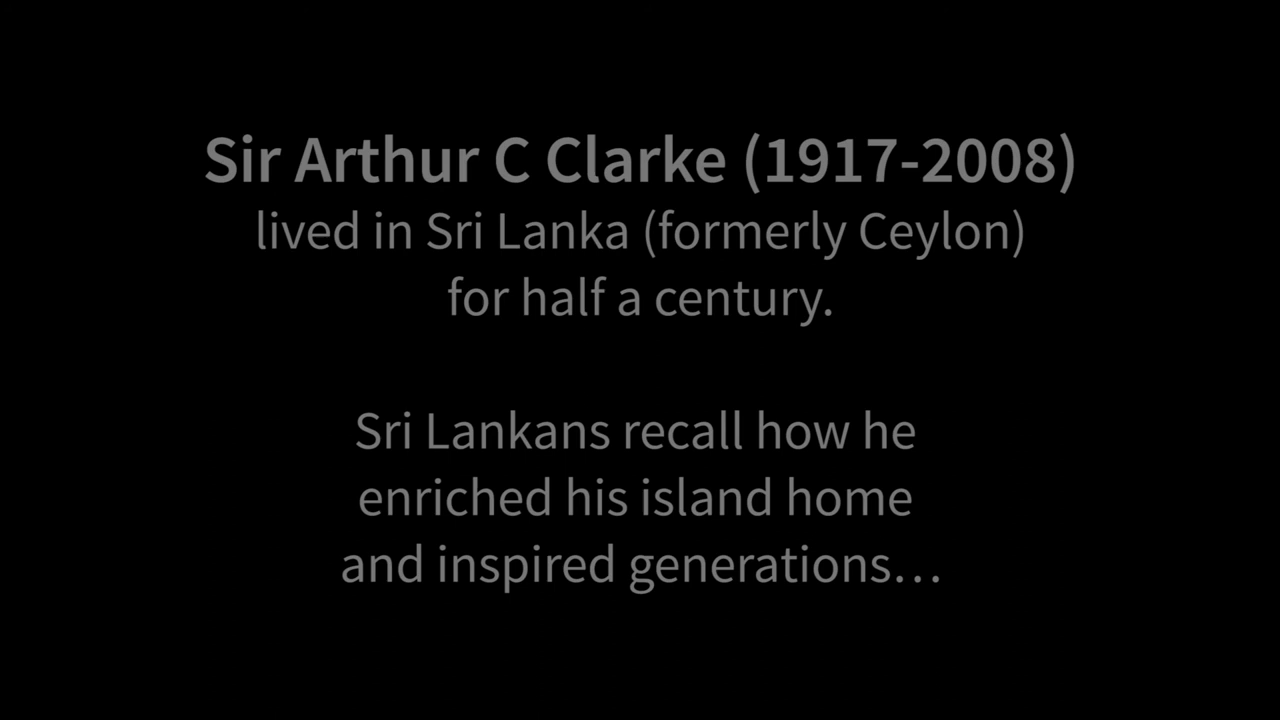 Sir Arthur C Clarke (1917-2008)
lived in Sri Lanka (formerly Ceylon)
for half a century.
Sri Lankans recall how he
enriched his island home
and inspired generations…